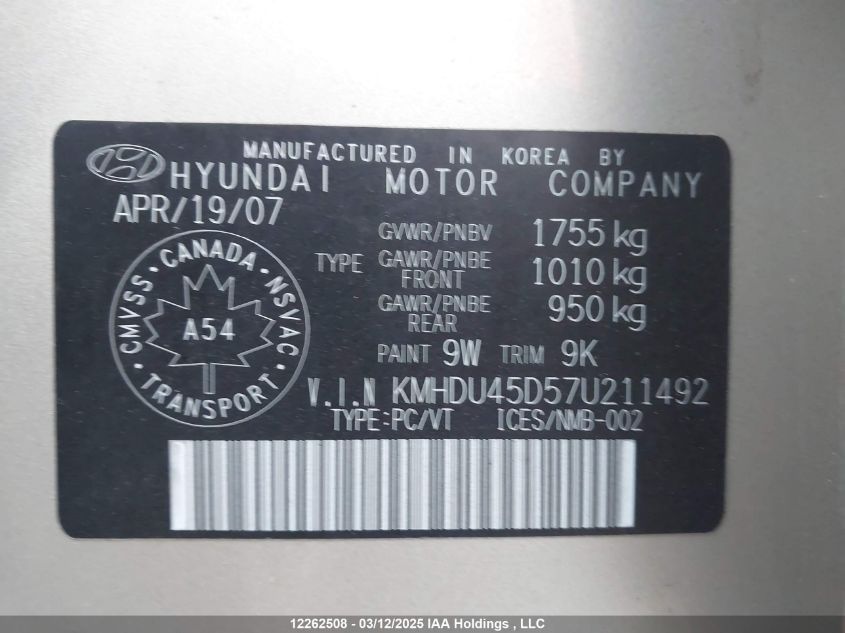 MANUFACTURED IN KOREA BY
HYUNDAI MOTOR COMPANY
APR/19/07
GVWR/PNBV 1755 kg
TYPE GAWR/PNBE FRONT 1010 kg
GAWR/PNBE REAR 950 kg
PAINT 9W TRIM 9K
CANADA · NSVAC · TRANSPORT · CMVSS ·
A54
V.I.N KMHDU45D57U211492
TYPE:PC/VT ICES/NMB-002
12262508 - 03/12/2025 IAA Holdings , LLC